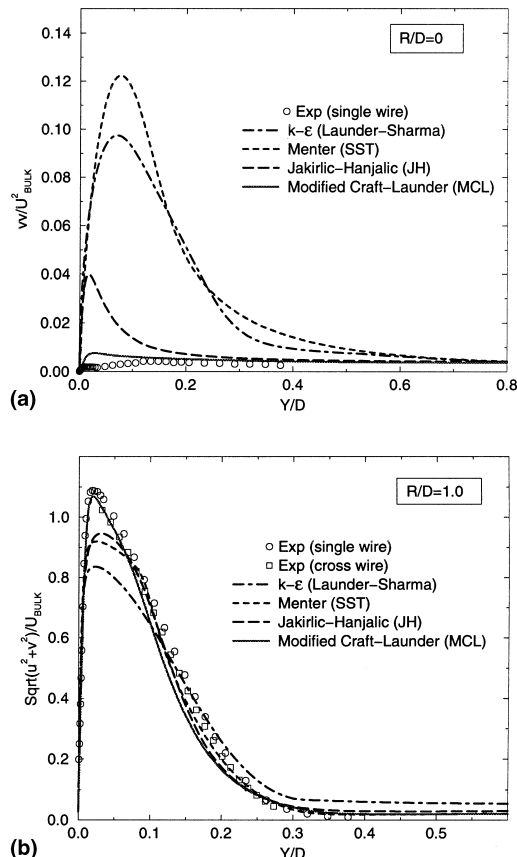 0.14
R/D=0
0.12
Exp (single wire)
0.10
k−ε (Launder−Sharma)
Menter (SST)
0.08
Jakirlic−Hanjalic (JH)
Modified Craft−Launder (MCL)
vv/U²BULK
0.06
0.04
0.02
0.00
0.0 0.2 0.4 0.6 0.8
(a)
Y/D
R/D=1.0
1.0
Exp (single wire)
Exp (cross wire)
0.8
k−ε (Launder−Sharma)
Menter (SST)
Jakirlic−Hanjalic (JH)
Modified Craft−Launder (MCL)
0.6
Sqrt(u²+v²)/UBULK
0.4
0.2
0.0
0.0 0.1 0.2 0.3 0.4 0.5
(b)
Y/D